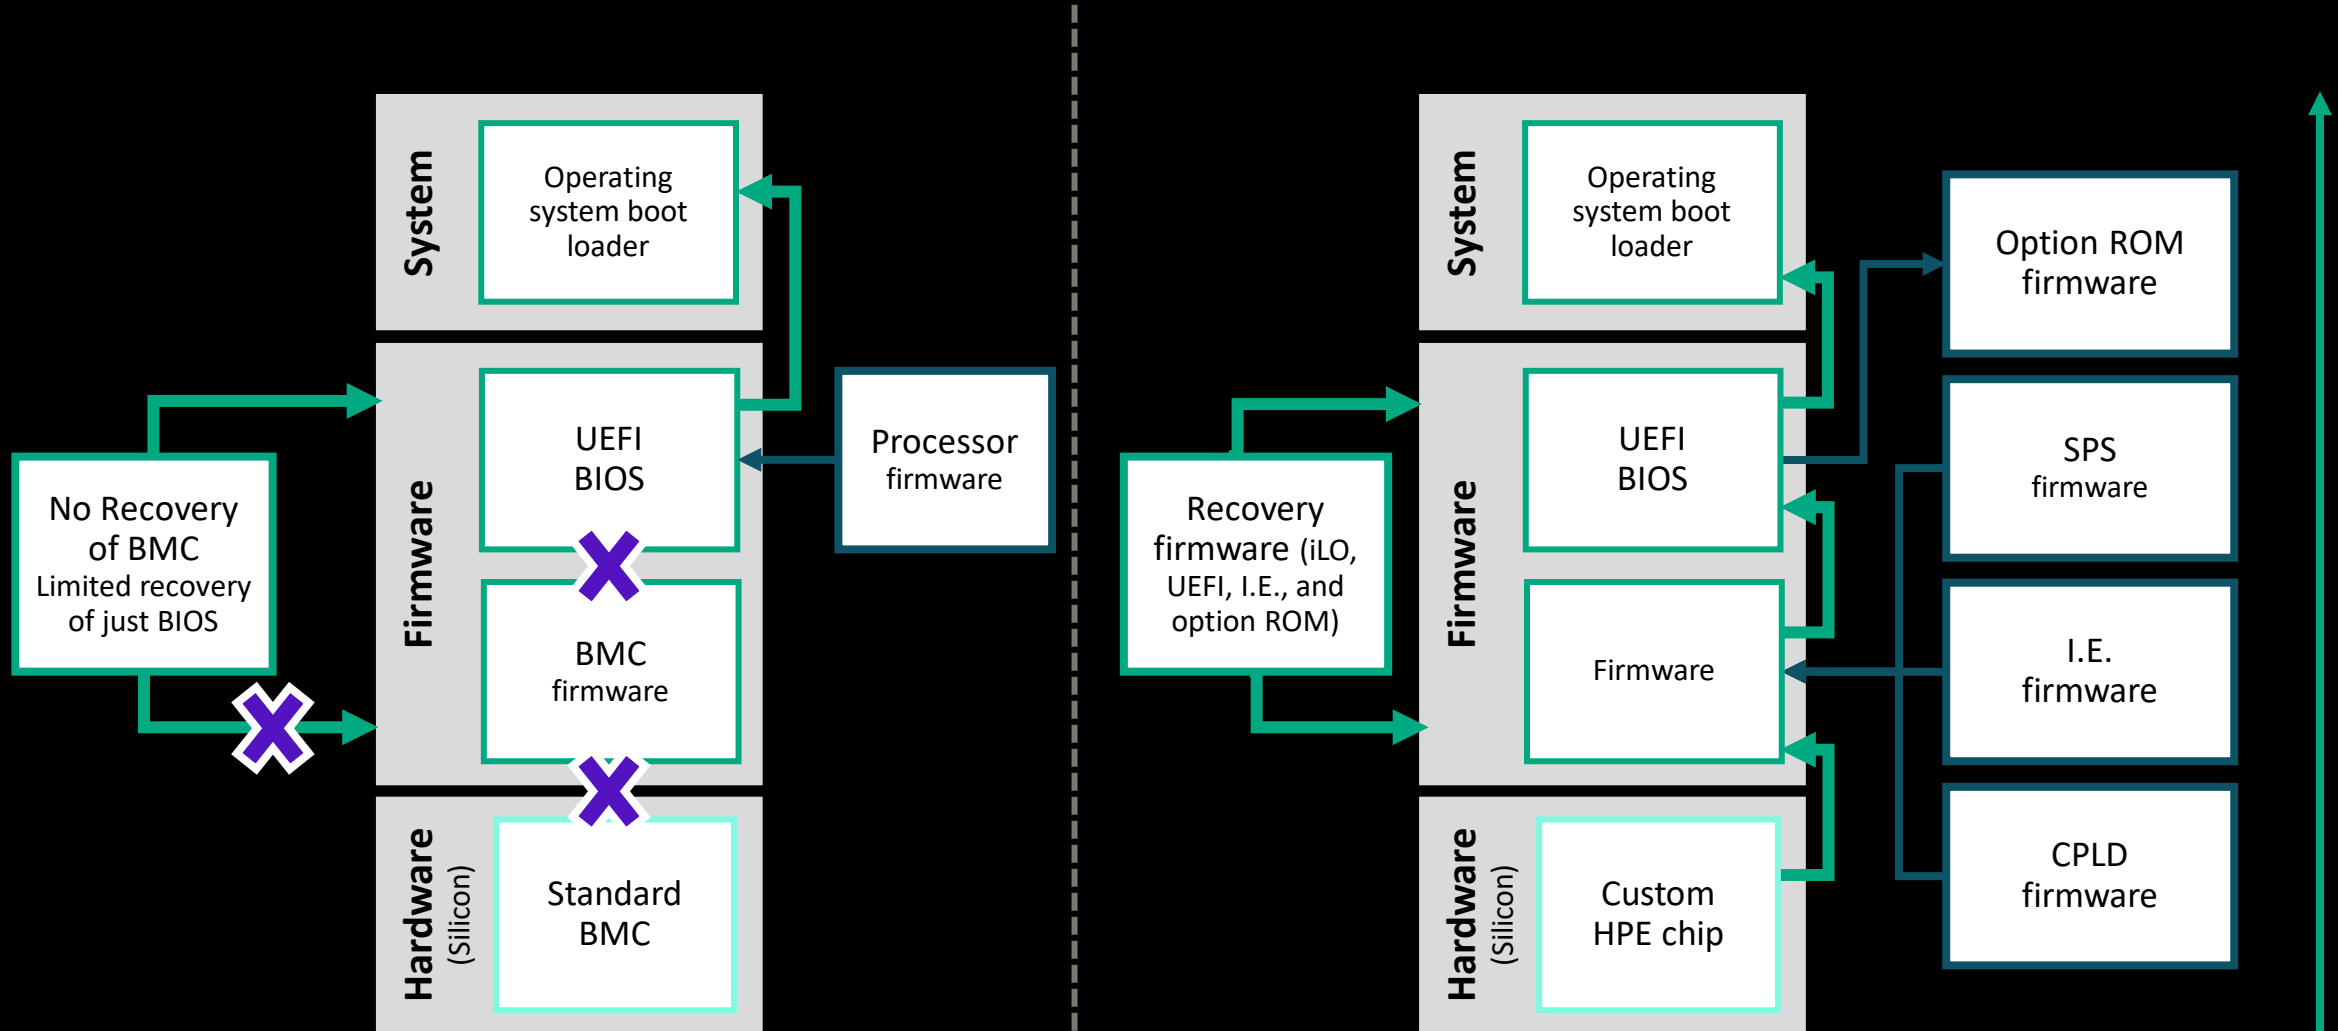 System
Operating
system boot
loader
Firmware
UEFI
BIOS
Processor
firmware
No Recovery
of BMC
Limited recovery
of just BIOS
BMC
firmware
Hardware
(Silicon)
Standard
BMC
System
Operating
system boot
loader
Option ROM
firmware
Firmware
UEFI
BIOS
SPS
firmware
Recovery
firmware (iLO,
UEFI, I.E., and
option ROM)
Firmware
I.E.
firmware
Hardware
(Silicon)
Custom
HPE chip
CPLD
firmware